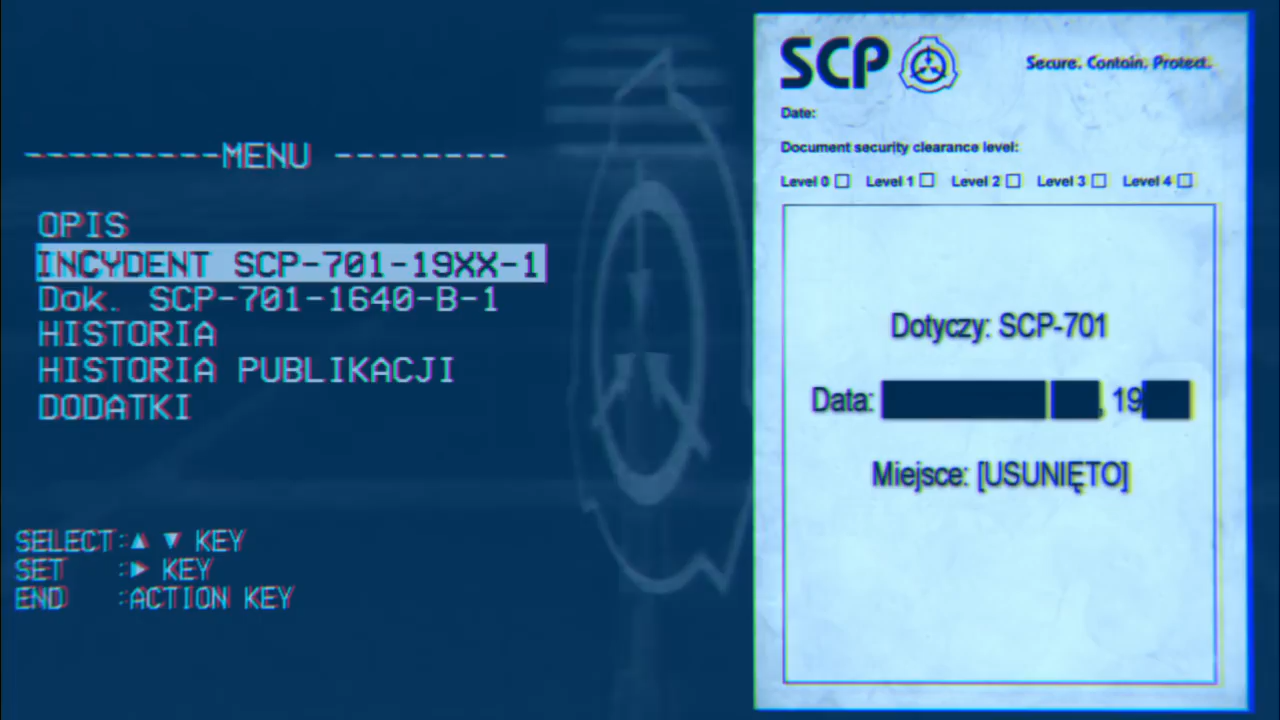 ---------MENU --------
OPIS
INCYDENT SCP-701-19XX-1
Dok. SCP-701-1640-B-1
HISTORIA
HISTORIA PUBLIKACJI
DODATKI
SELECT:▲ ▼ KEY
SET :► KEY
END :ACTION KEY
SCP
Secure. Contain. Protect.
Date:
Document security clearance level:
Level 0 ☐ Level 1 ☐ Level 2 ☐ Level 3 ☐ Level 4 ☐
Dotyczy: SCP-701
Data: , 19
Miejsce: [USUNIĘTO]